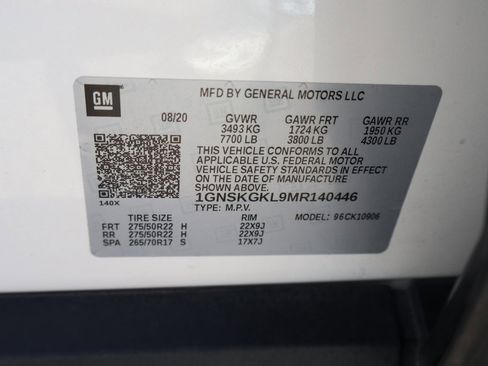 GM
MFD BY GENERAL MOTORS LLC
08/20 GVWR GAWR FRT GAWR RR
3493 KG 1724 KG 1950 KG
7700 LB 3800 LB 4300 LB
THIS VEHICLE CONFORMS TO ALL
APPLICABLE U.S. FEDERAL MOTOR
VEHICLE SAFETY STANDARDS IN EFFECT
ON THE DATE OF MANUFACTURE
SHOWN ABOVE.
1GNSKGKL9MR140446
140X
TYPE: M.P.V. MODEL: 96CK10906
TIRE SIZE RIM
FRT 275/50R22 H 22X9J
RR 275/50R22 H 22X9J
SPA 265/70R17 S 17X7J